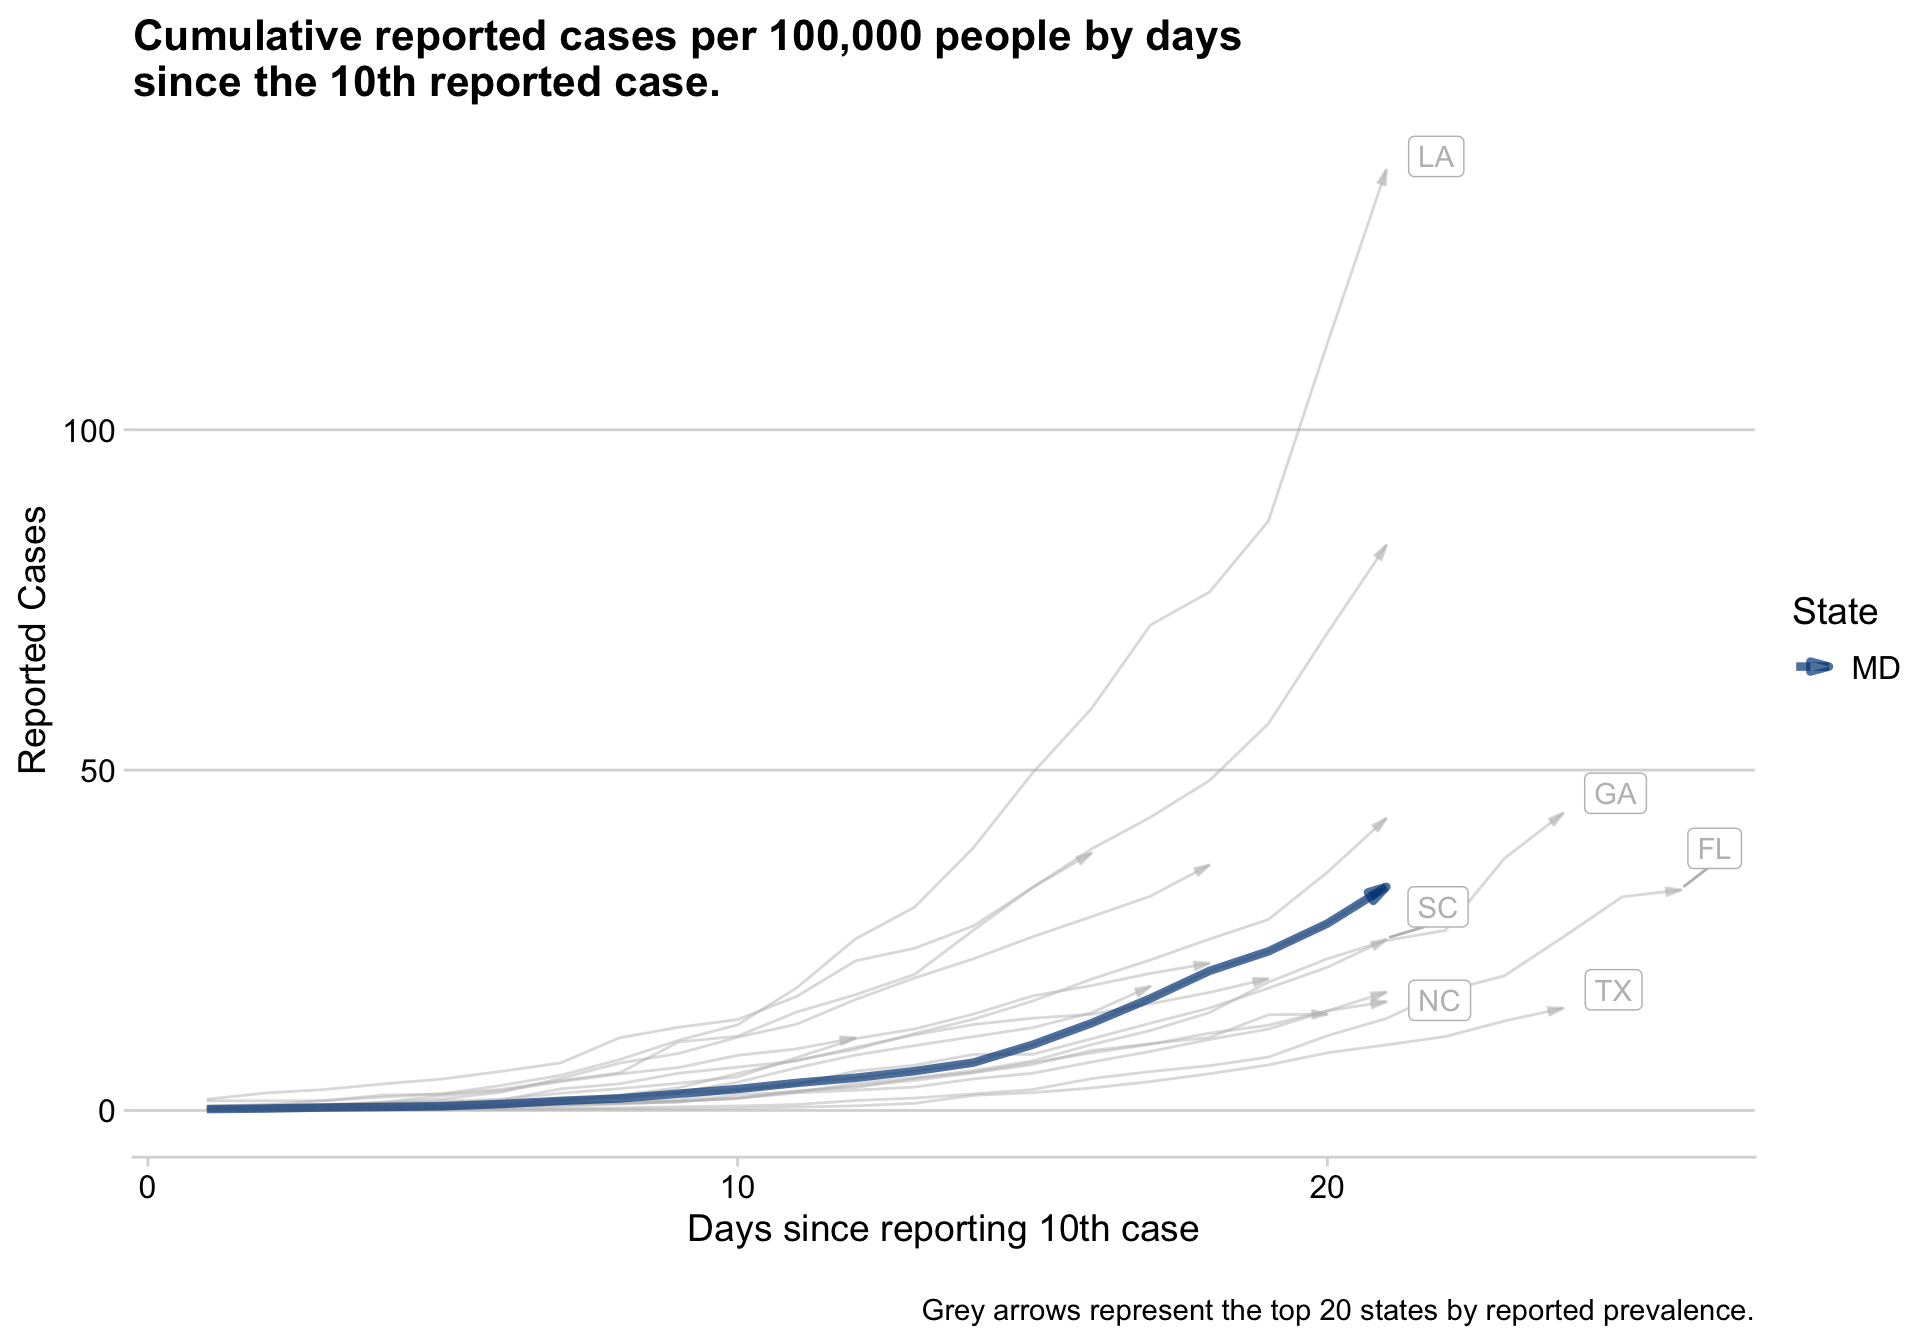 Cumulative reported cases per 100,000 people by days
since the 10th reported case.
LA
100
Reported Cases
50
0
GA
FL
SC
NC
TX
State
MD
0
10
20
Days since reporting 10th case
Grey arrows represent the top 20 states by reported prevalence.